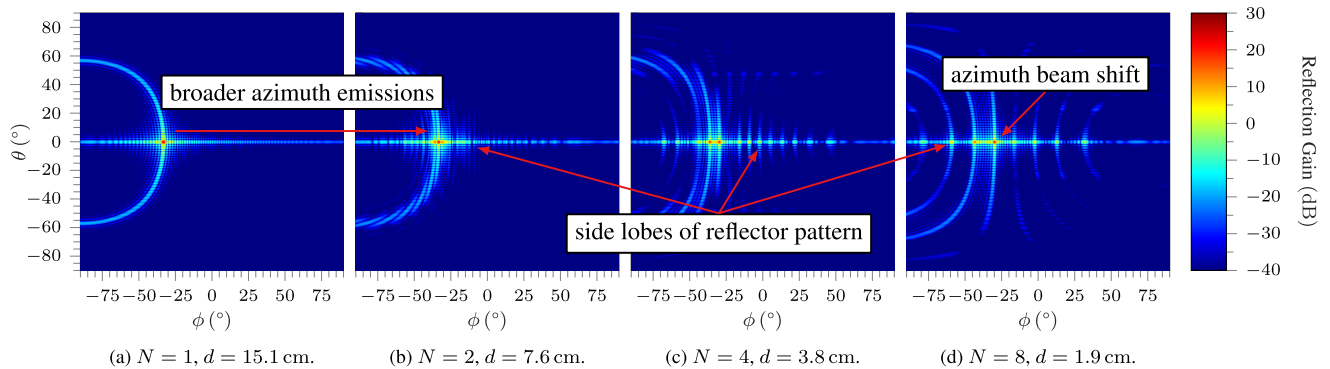 80
60
40
20
0
−20
−40
−60
−80
θ (°)
broader azimuth emissions
azimuth beam shift
side lobes of reflector pattern
30
20
10
0
−10
−20
−30
−40
Reflection Gain (dB)
−75 −50 −25 0 25 50 75
−75 −50 −25 0 25 50 75
−75 −50 −25 0 25 50 75
−75 −50 −25 0 25 50 75
ϕ (°)
ϕ (°)
ϕ (°)
ϕ (°)
(a) N = 1, d = 15.1 cm.
(b) N = 2, d = 7.6 cm.
(c) N = 4, d = 3.8 cm.
(d) N = 8, d = 1.9 cm.